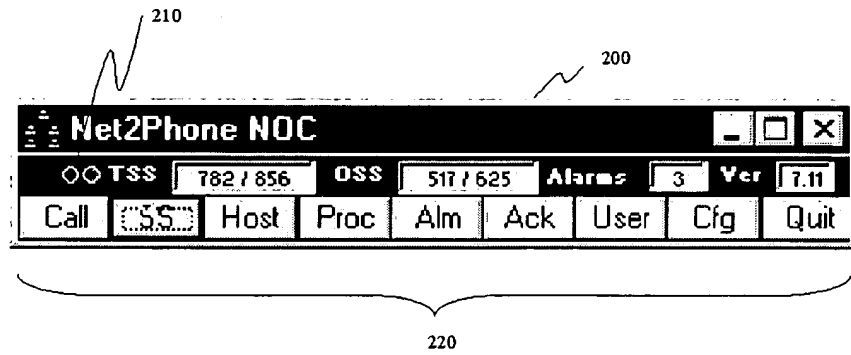 210
200
Net2Phone NOC
TSS 782 / 856 OSS 517 / 625 Alarms 3 Ver 7.11
Call SS Host Proc Alm Ack User Cfg Quit
220